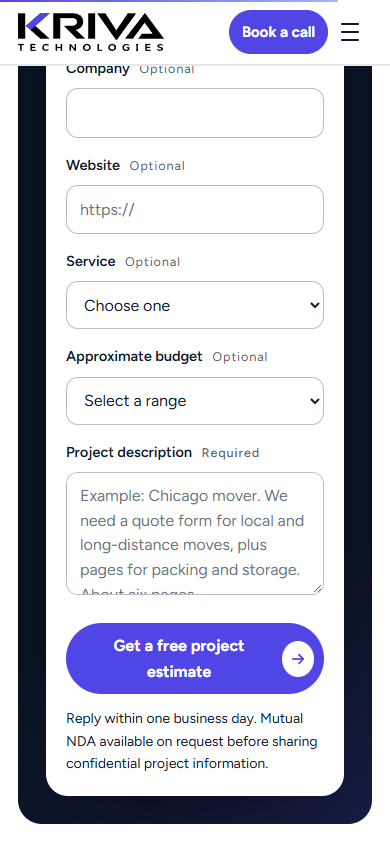 KRIVA
TECHNOLOGIES
Book a call
Company Optional
Website Optional
https://
Service Optional
Choose one
Approximate budget Optional
Select a range
Project description Required
Example: Chicago mover. We
need a quote form for local and
long-distance moves, plus
pages for packing and storage.
About six pages.
Get a free project
estimate
Reply within one business day. Mutual
NDA available on request before sharing
confidential project information.